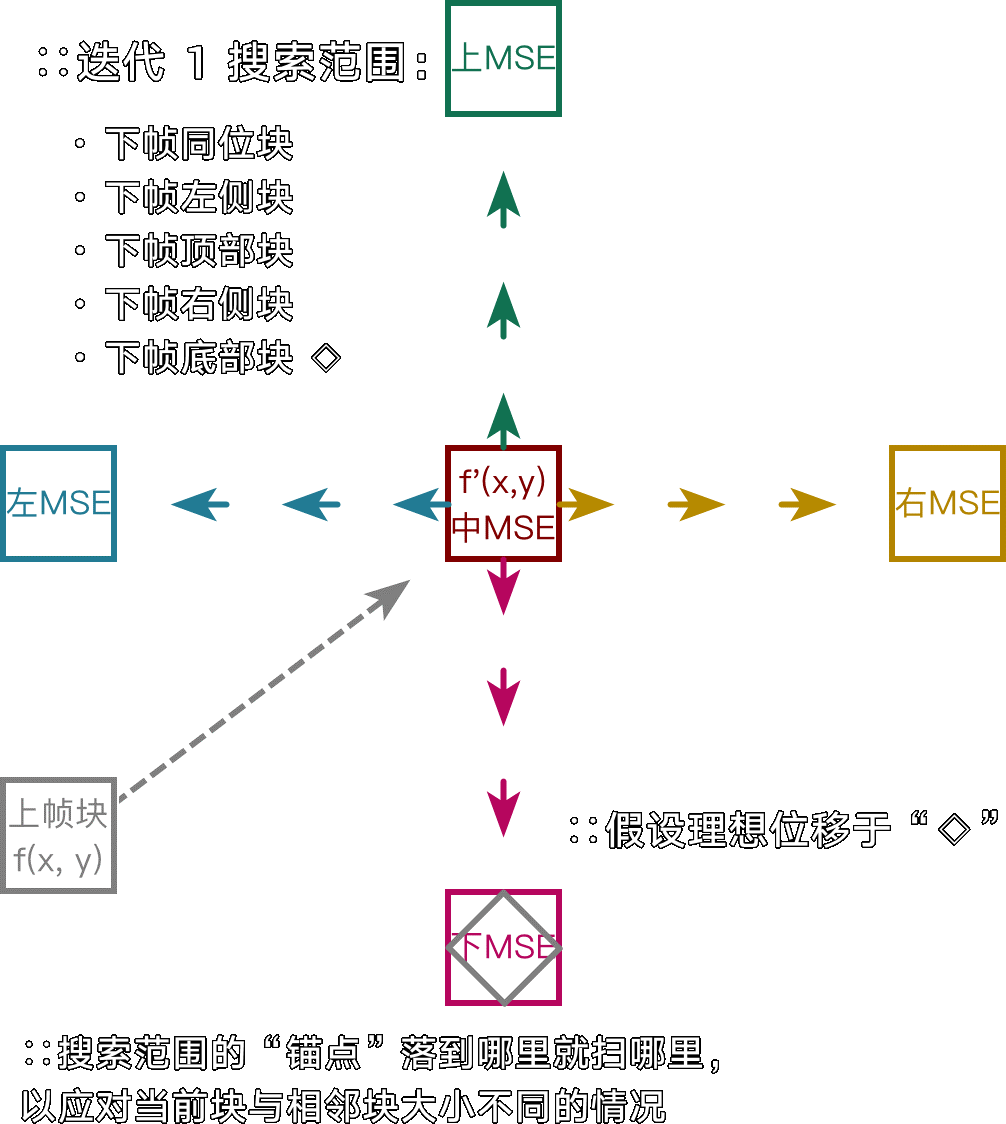 ∷迭代 1 搜索范围：
上MSE
• 下帧同位块
• 下帧左侧块
• 下帧顶部块
• 下帧右侧块
• 下帧底部块 ◇
左MSE
f'(x,y)
中MSE
右MSE
上帧块
f(x, y)
∷假设理想位移于“◇”
下MSE
∷搜索范围的“锚点”落到哪里就扫哪里，
以应对当前块与相邻块大小不同的情况